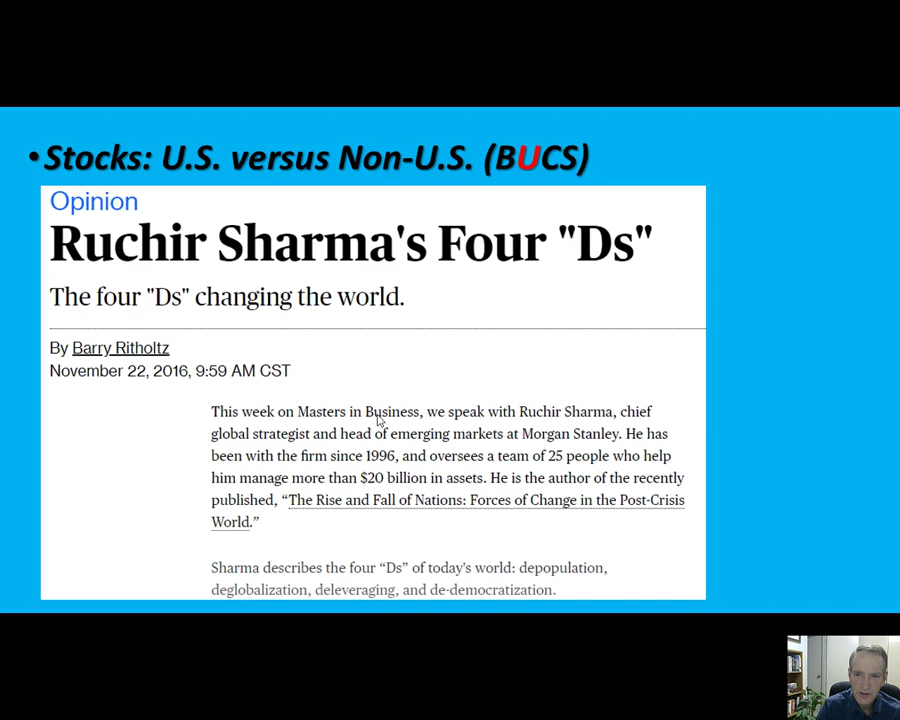 •Stocks: U.S. versus Non-U.S. (BUCS)
Opinion
Ruchir Sharma's Four "Ds"
The four "Ds" changing the world.
By Barry Ritholtz
November 22, 2016, 9:59 AM CST
This week on Masters in Business, we speak with Ruchir Sharma, chief
global strategist and head of emerging markets at Morgan Stanley. He has
been with the firm since 1996, and oversees a team of 25 people who help
him manage more than $20 billion in assets. He is the author of the recently
published, “The Rise and Fall of Nations: Forces of Change in the Post-Crisis
World.”
Sharma describes the four “Ds” of today's world: depopulation,
deglobalization, deleveraging, and de-democratization.